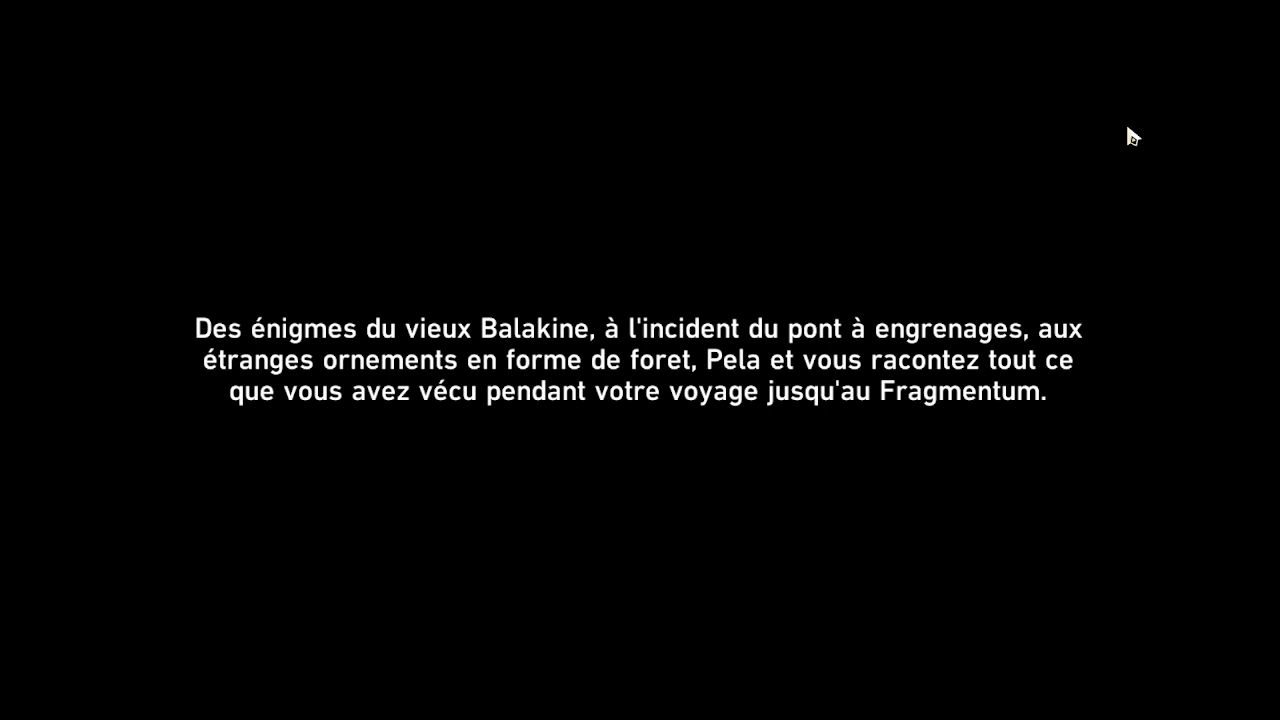 Des énigmes du vieux Balakine, à l'incident du pont à engrenages, aux
étranges ornements en forme de foret, Pela et vous racontez tout ce
que vous avez vécu pendant votre voyage jusqu'au Fragmentum.